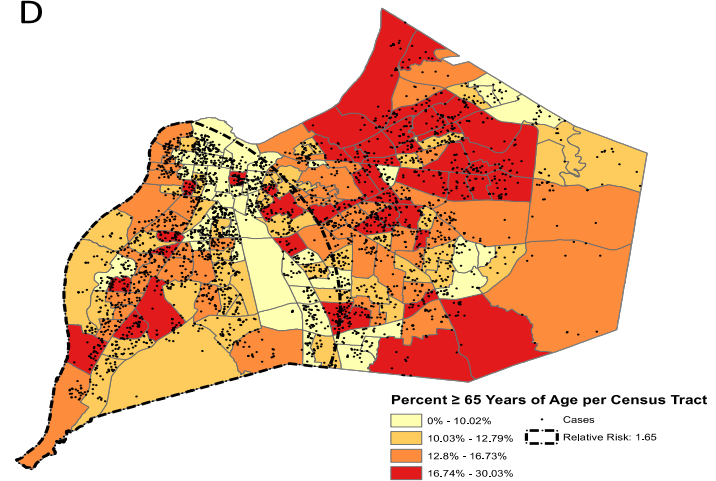 D
Percent ≥ 65 Years of Age per Census Tract
0% - 10.02%
10.03% - 12.79%
12.8% - 16.73%
16.74% - 30.03%
Cases
Relative Risk: 1.65